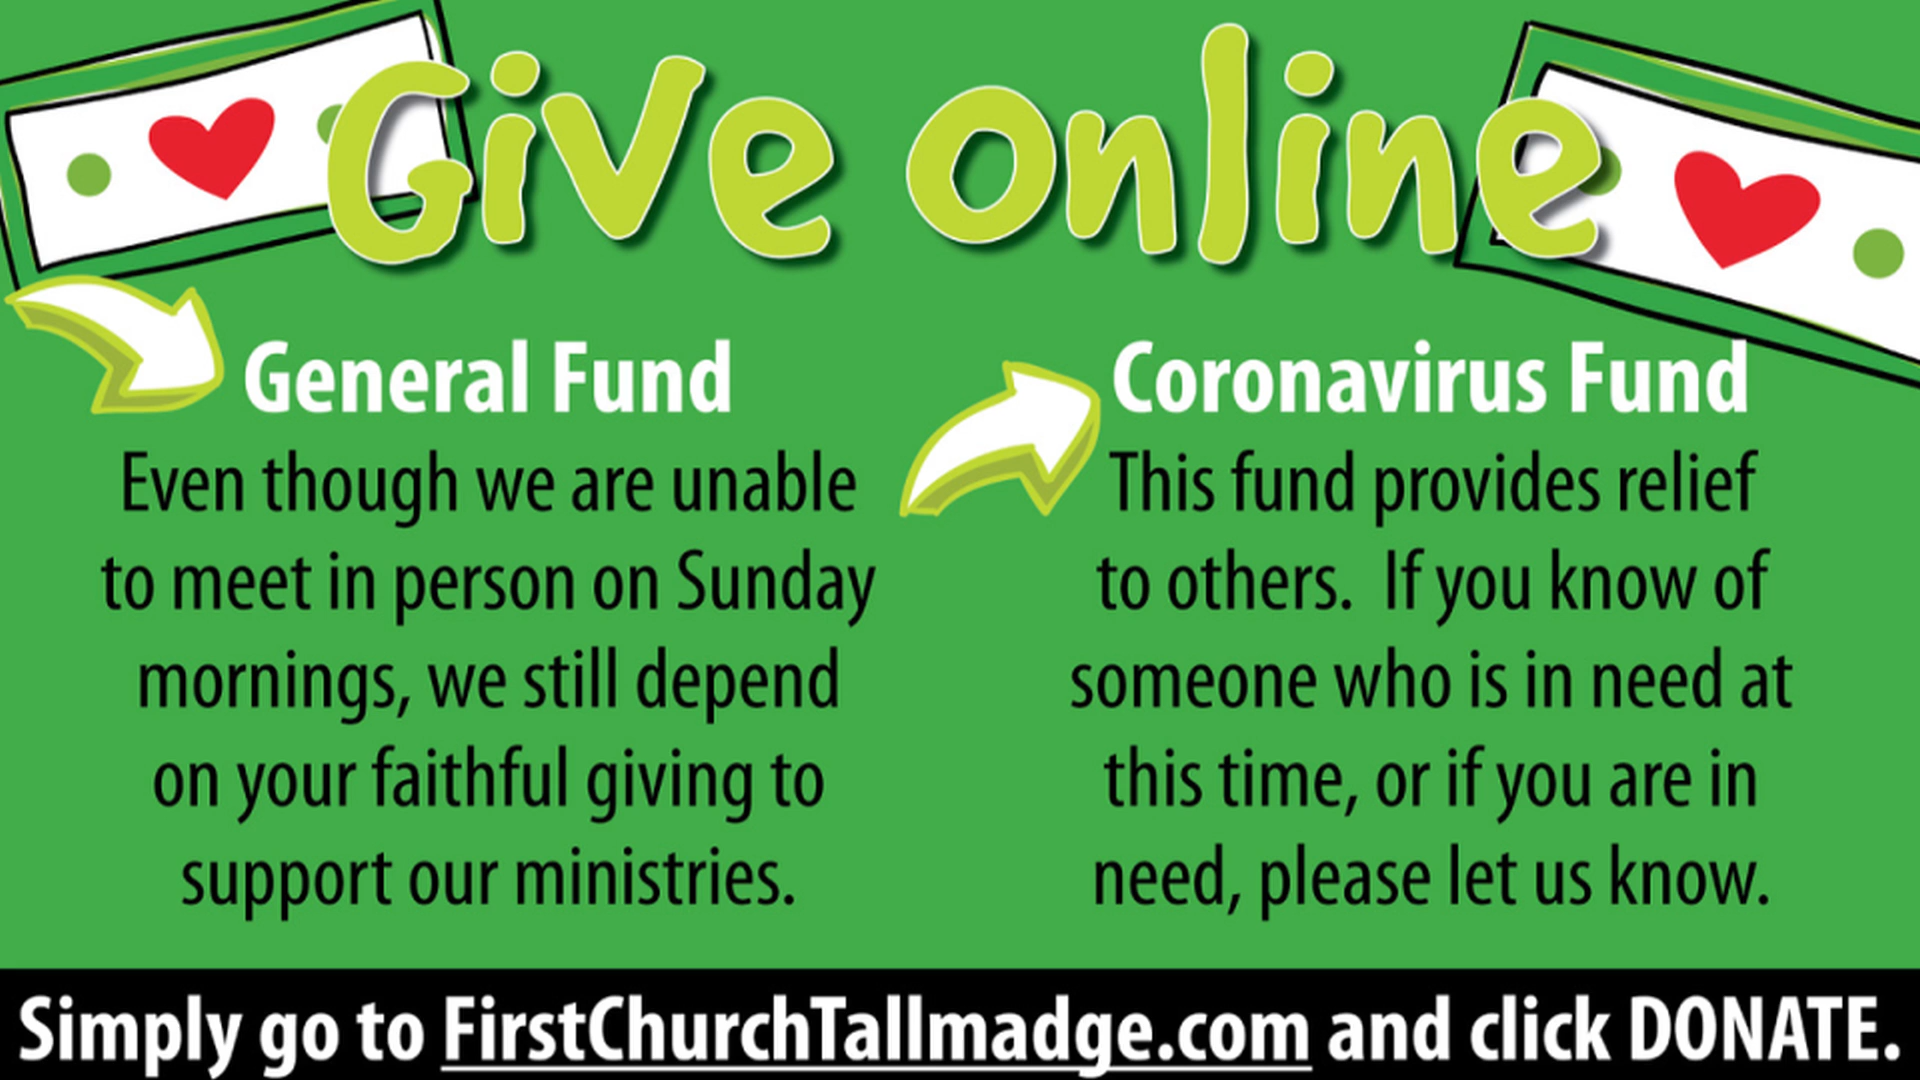 Give online
General Fund
Even though we are unable
to meet in person on Sunday
mornings, we still depend
on your faithful giving to
support our ministries.
Coronavirus Fund
This fund provides relief
to others.  If you know of
someone who is in need at
this time, or if you are in
need, please let us know.
Simply go to FirstChurchTallmadge.com and click DONATE.